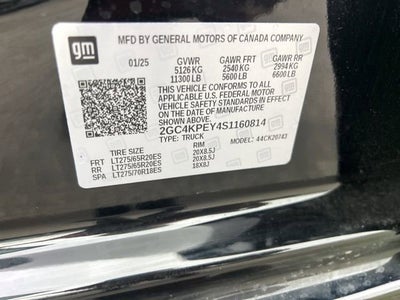 gm
MFD BY GENERAL MOTORS OF CANADA COMPANY
01/25 GVWR GAWR FRT GAWR RR
5126 KG 2540 KG 2994 KG
11300 LB 5600 LB 6600 LB
THIS VEHICLE CONFORMS TO ALL APPLICABLE
U.S. FEDERAL MOTOR VEHICLE SAFETY
STANDARDS IN EFFECT ON THE DATE OF
MANUFACTURE SHOWN ABOVE.
2GC4KPEY4S1160814
TYPE: TRUCK MODEL: 44CK20743
TIRE SIZE RIM
FRT LT275/65R20ES 20X8.5J
RR LT275/65R20ES 20X8.5J
SPA LT275/70R18ES 18X8J